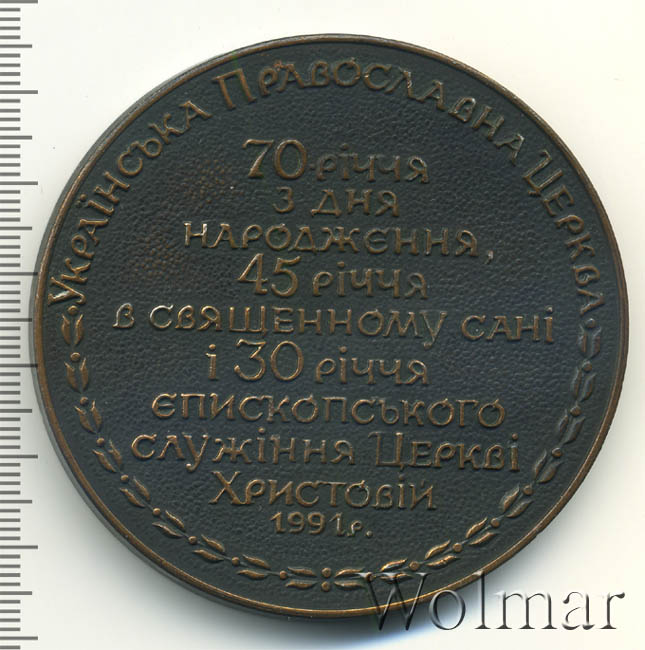 Українська Православна Церква
70-річчя
з дня
народження,
45 річчя
в священному сані
і 30 річчя
єпископського
служіння Церкві
Христовій
1991.р.
Wolmar